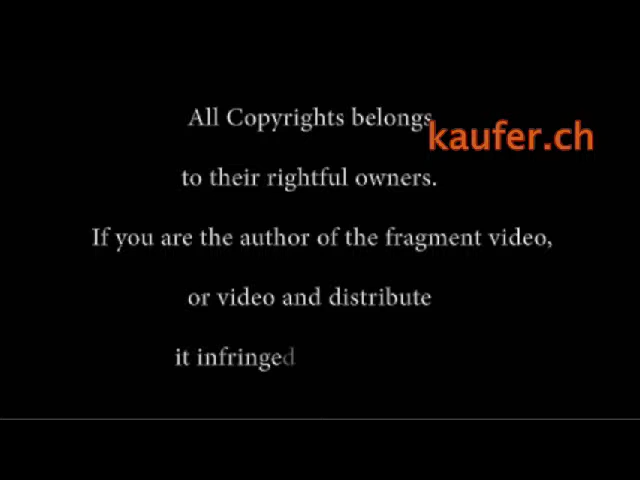 All Copyrights belongs
kaufer.ch
to their rightful owners.
If you are the author of the fragment video,
or video and distribute
it infringed